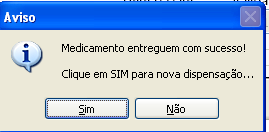 Aviso
Medicamento entreguem com sucesso!
Clique em SIM para nova dispensação...
Sim
Não